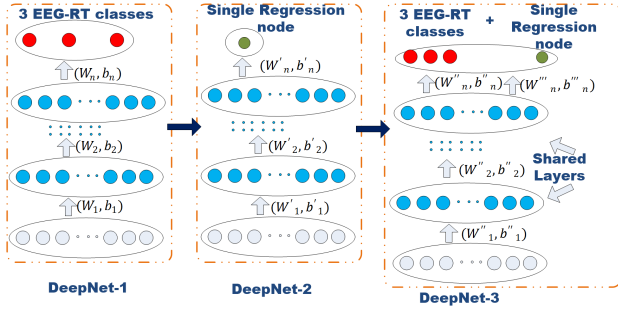 3 EEG-RT classes
(W_n, b_n)
(W_2, b_2)
(W_1, b_1)
DeepNet-1
Single Regression
node
(W'_n, b'_n)
(W'_2, b'_2)
(W'_1, b'_1)
DeepNet-2
3 EEG-RT
classes
+
Single
Regression
node
(W''_n, b''_n)
(W'''_n, b'''_n)
Shared
Layers
(W''_2, b''_2)
(W''_1, b''_1)
DeepNet-3